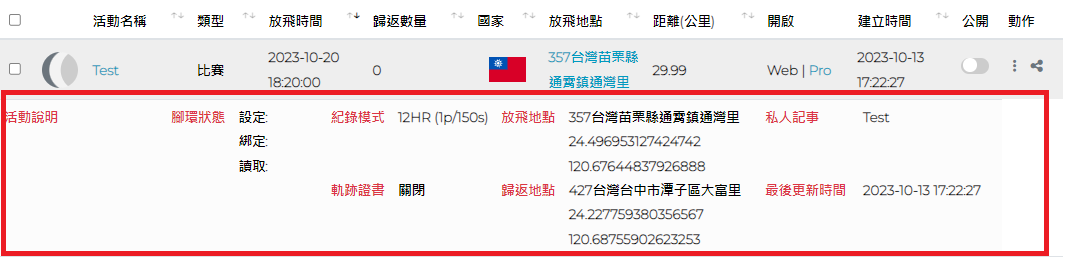 活動名稱 類型 放飛時間 歸返數量 國家 放飛地點 距離(公里) 開啟 建立時間 公開 動作
Test 比賽 2023-10-20 0 357台灣苗栗縣 29.99 Web | Pro 2023-10-13
18:20:00 通霄鎮通灣里 17:22:27
活動說明 腳環狀態 設定: 紀錄模式 12HR (1p/150s) 放飛地點 357台灣苗栗縣通霄鎮通灣里 私人記事 Test
綁定: 24.496953127424742
讀取: 120.67644837926888
軌跡證書 關閉 歸返地點 427台灣台中市潭子區大富里 最後更新時間 2023-10-13 17:22:27
24.227759380356567
120.68755902623253